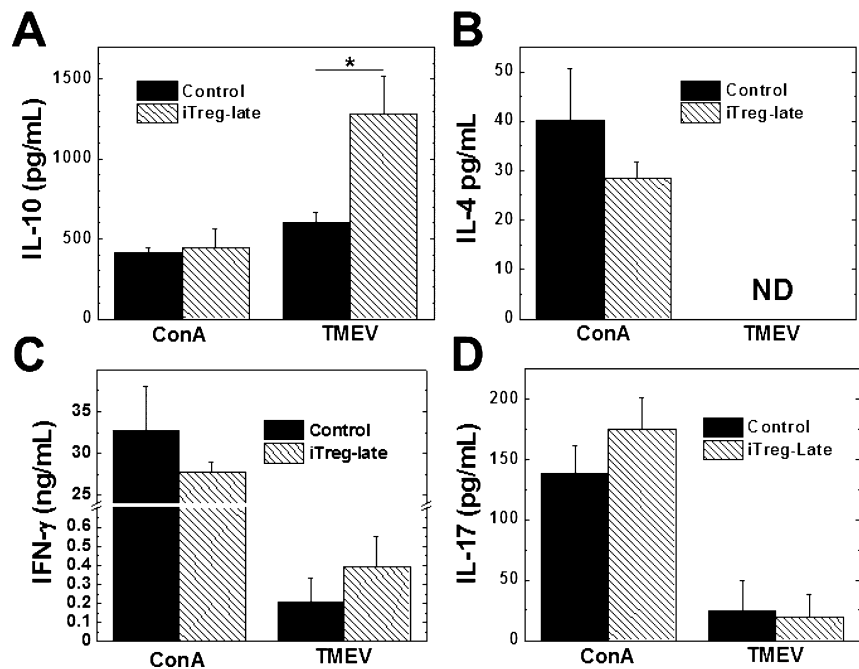 A
IL-10 (pg/mL)
1500
1000
500
0
Control
iTreg-late
*
ConA
TMEV
B
IL-4 pg/mL
50
40
30
20
10
0
Control
iTreg-late
ND
ConA
TMEV
C
IFN-γ (ng/mL)
35
30
25
0.6
0.5
0.4
0.3
0.2
0.1
0
Control
iTreg-late
ConA
TMEV
D
IL-17 (pg/mL)
200
150
100
50
0
Control
iTreg-Late
ConA
TMEV